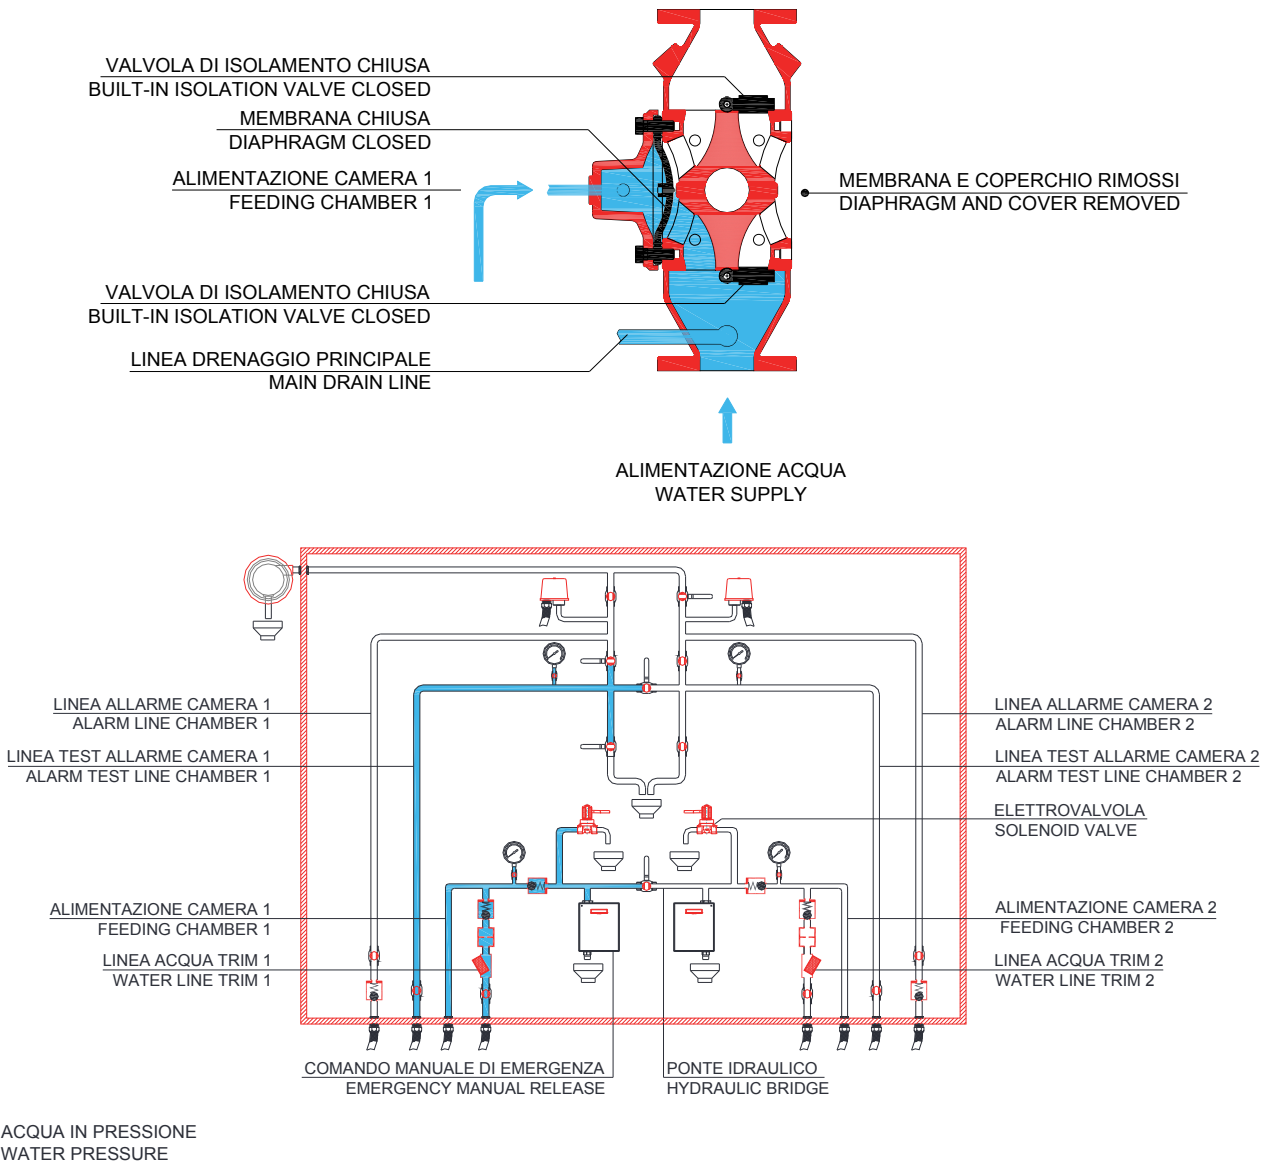 VALVOLA DI ISOLAMENTO CHIUSA
BUILT-IN ISOLATION VALVE CLOSED
MEMBRANA CHIUSA
DIAPHRAGM CLOSED
ALIMENTAZIONE CAMERA 1
FEEDING CHAMBER 1
MEMBRANA E COPERCHIO RIMOSSI
DIAPHRAGM AND COVER REMOVED
VALVOLA DI ISOLAMENTO CHIUSA
BUILT-IN ISOLATION VALVE CLOSED
LINEA DRENAGGIO PRINCIPALE
MAIN DRAIN LINE
ALIMENTAZIONE ACQUA
WATER SUPPLY
LINEA ALLARME CAMERA 1
ALARM LINE CHAMBER 1
LINEA TEST ALLARME CAMERA 1
ALARM TEST LINE CHAMBER 1
ALIMENTAZIONE CAMERA 1
FEEDING CHAMBER 1
LINEA ACQUA TRIM 1
WATER LINE TRIM 1
LINEA ALLARME CAMERA 2
ALARM LINE CHAMBER 2
LINEA TEST ALLARME CAMERA 2
ALARM TEST LINE CHAMBER 2
ELETTROVALVOLA
SOLENOID VALVE
ALIMENTAZIONE CAMERA 2
FEEDING CHAMBER 2
LINEA ACQUA TRIM 2
WATER LINE TRIM 2
COMANDO MANUALE DI EMERGENZA
EMERGENCY MANUAL RELEASE
PONTE IDRAULICO
HYDRAULIC BRIDGE
ACQUA IN PRESSIONE
WATER PRESSURE